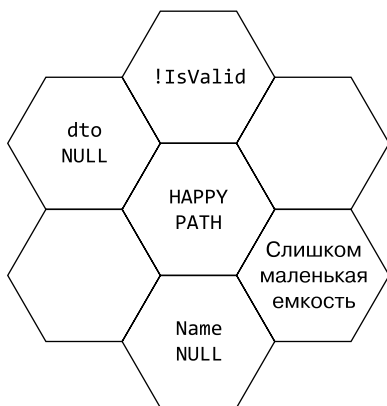 !IsValid
dto
NULL
HAPPY
PATH
Слишком
маленькая
емкость
Name
NULL